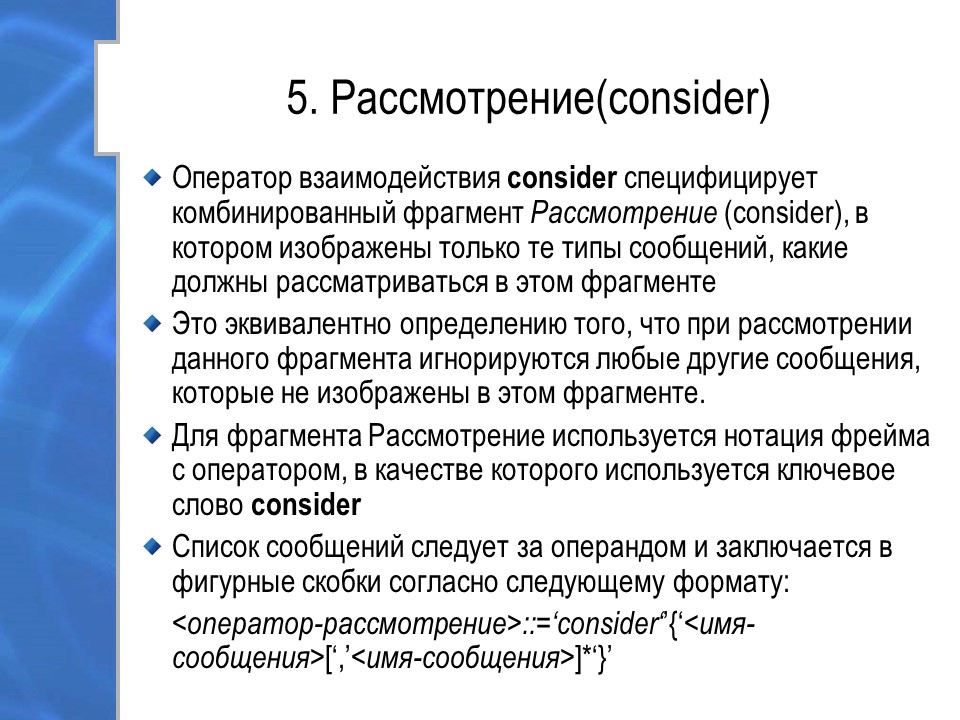 5. Рассмотрение(consider)
Оператор взаимодействия consider специфицирует
комбинированный фрагмент Рассмотрение (consider), в
котором изображены только те типы сообщений, какие
должны рассматриваться в этом фрагменте
Это эквивалентно определению того, что при рассмотрении
данного фрагмента игнорируются любые другие сообщения,
которые не изображены в этом фрагменте.
Для фрагмента Рассмотрение используется нотация фрейма
с оператором, в качестве которого используется ключевое
слово consider
Список сообщений следует за операндом и заключается в
фигурные скобки согласно следующему формату:
<оператор-рассмотрение>::=‘consider‘’{‘<имя-
сообщения>[‘,’<имя-сообщения>]*‘}’